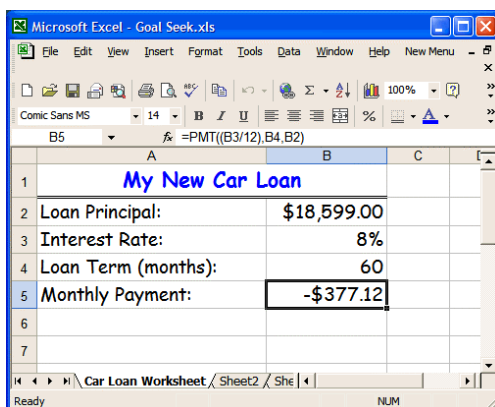 Microsoft Excel - Goal Seek.xls
File Edit View Insert Format Tools Data Window Help New Menu
100%
Comic Sans MS 14 B I U %
B5 fx =PMT((B3/12),B4,B2)
A B C
1 My New Car Loan
2 Loan Principal: $18,599.00
3 Interest Rate: 8%
4 Loan Term (months): 60
5 Monthly Payment: -$377.12
6
7
Car Loan Worksheet Sheet2 She
Ready NUM